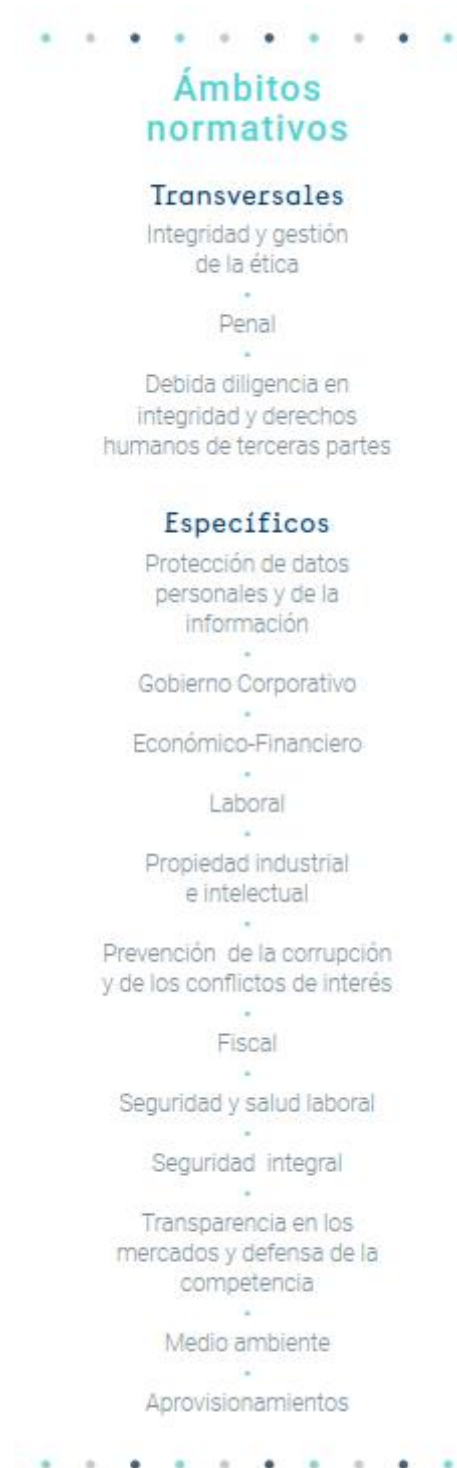 Ámbitos
normativos
Transversales
Integridad y gestión
de la ética
Penal
Debida diligencia en
integridad y derechos
humanos de terceras partes
Específicos
Protección de datos
personales y de la
información
Gobierno Corporativo
Económico-Financiero
Laboral
Propiedad industrial
e intelectual
Prevención de la corrupción
y de los conflictos de interés
Fiscal
Seguridad y salud laboral
Seguridad integral
Transparencia en los
mercados y defensa de la
competencia
Medio ambiente
Aprovisionamientos